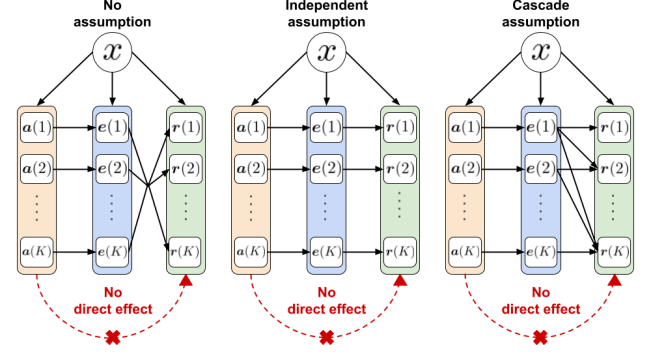 No
assumption
x
a(1) e(1) r(1)
a(2) e(2) r(2)
a(K) e(K) r(K)
No
direct effect
Independent
assumption
x
a(1) e(1) r(1)
a(2) e(2) r(2)
a(K) e(K) r(K)
No
direct effect
Cascade
assumption
x
a(1) e(1) r(1)
a(2) e(2) r(2)
a(K) e(K) r(K)
No
direct effect